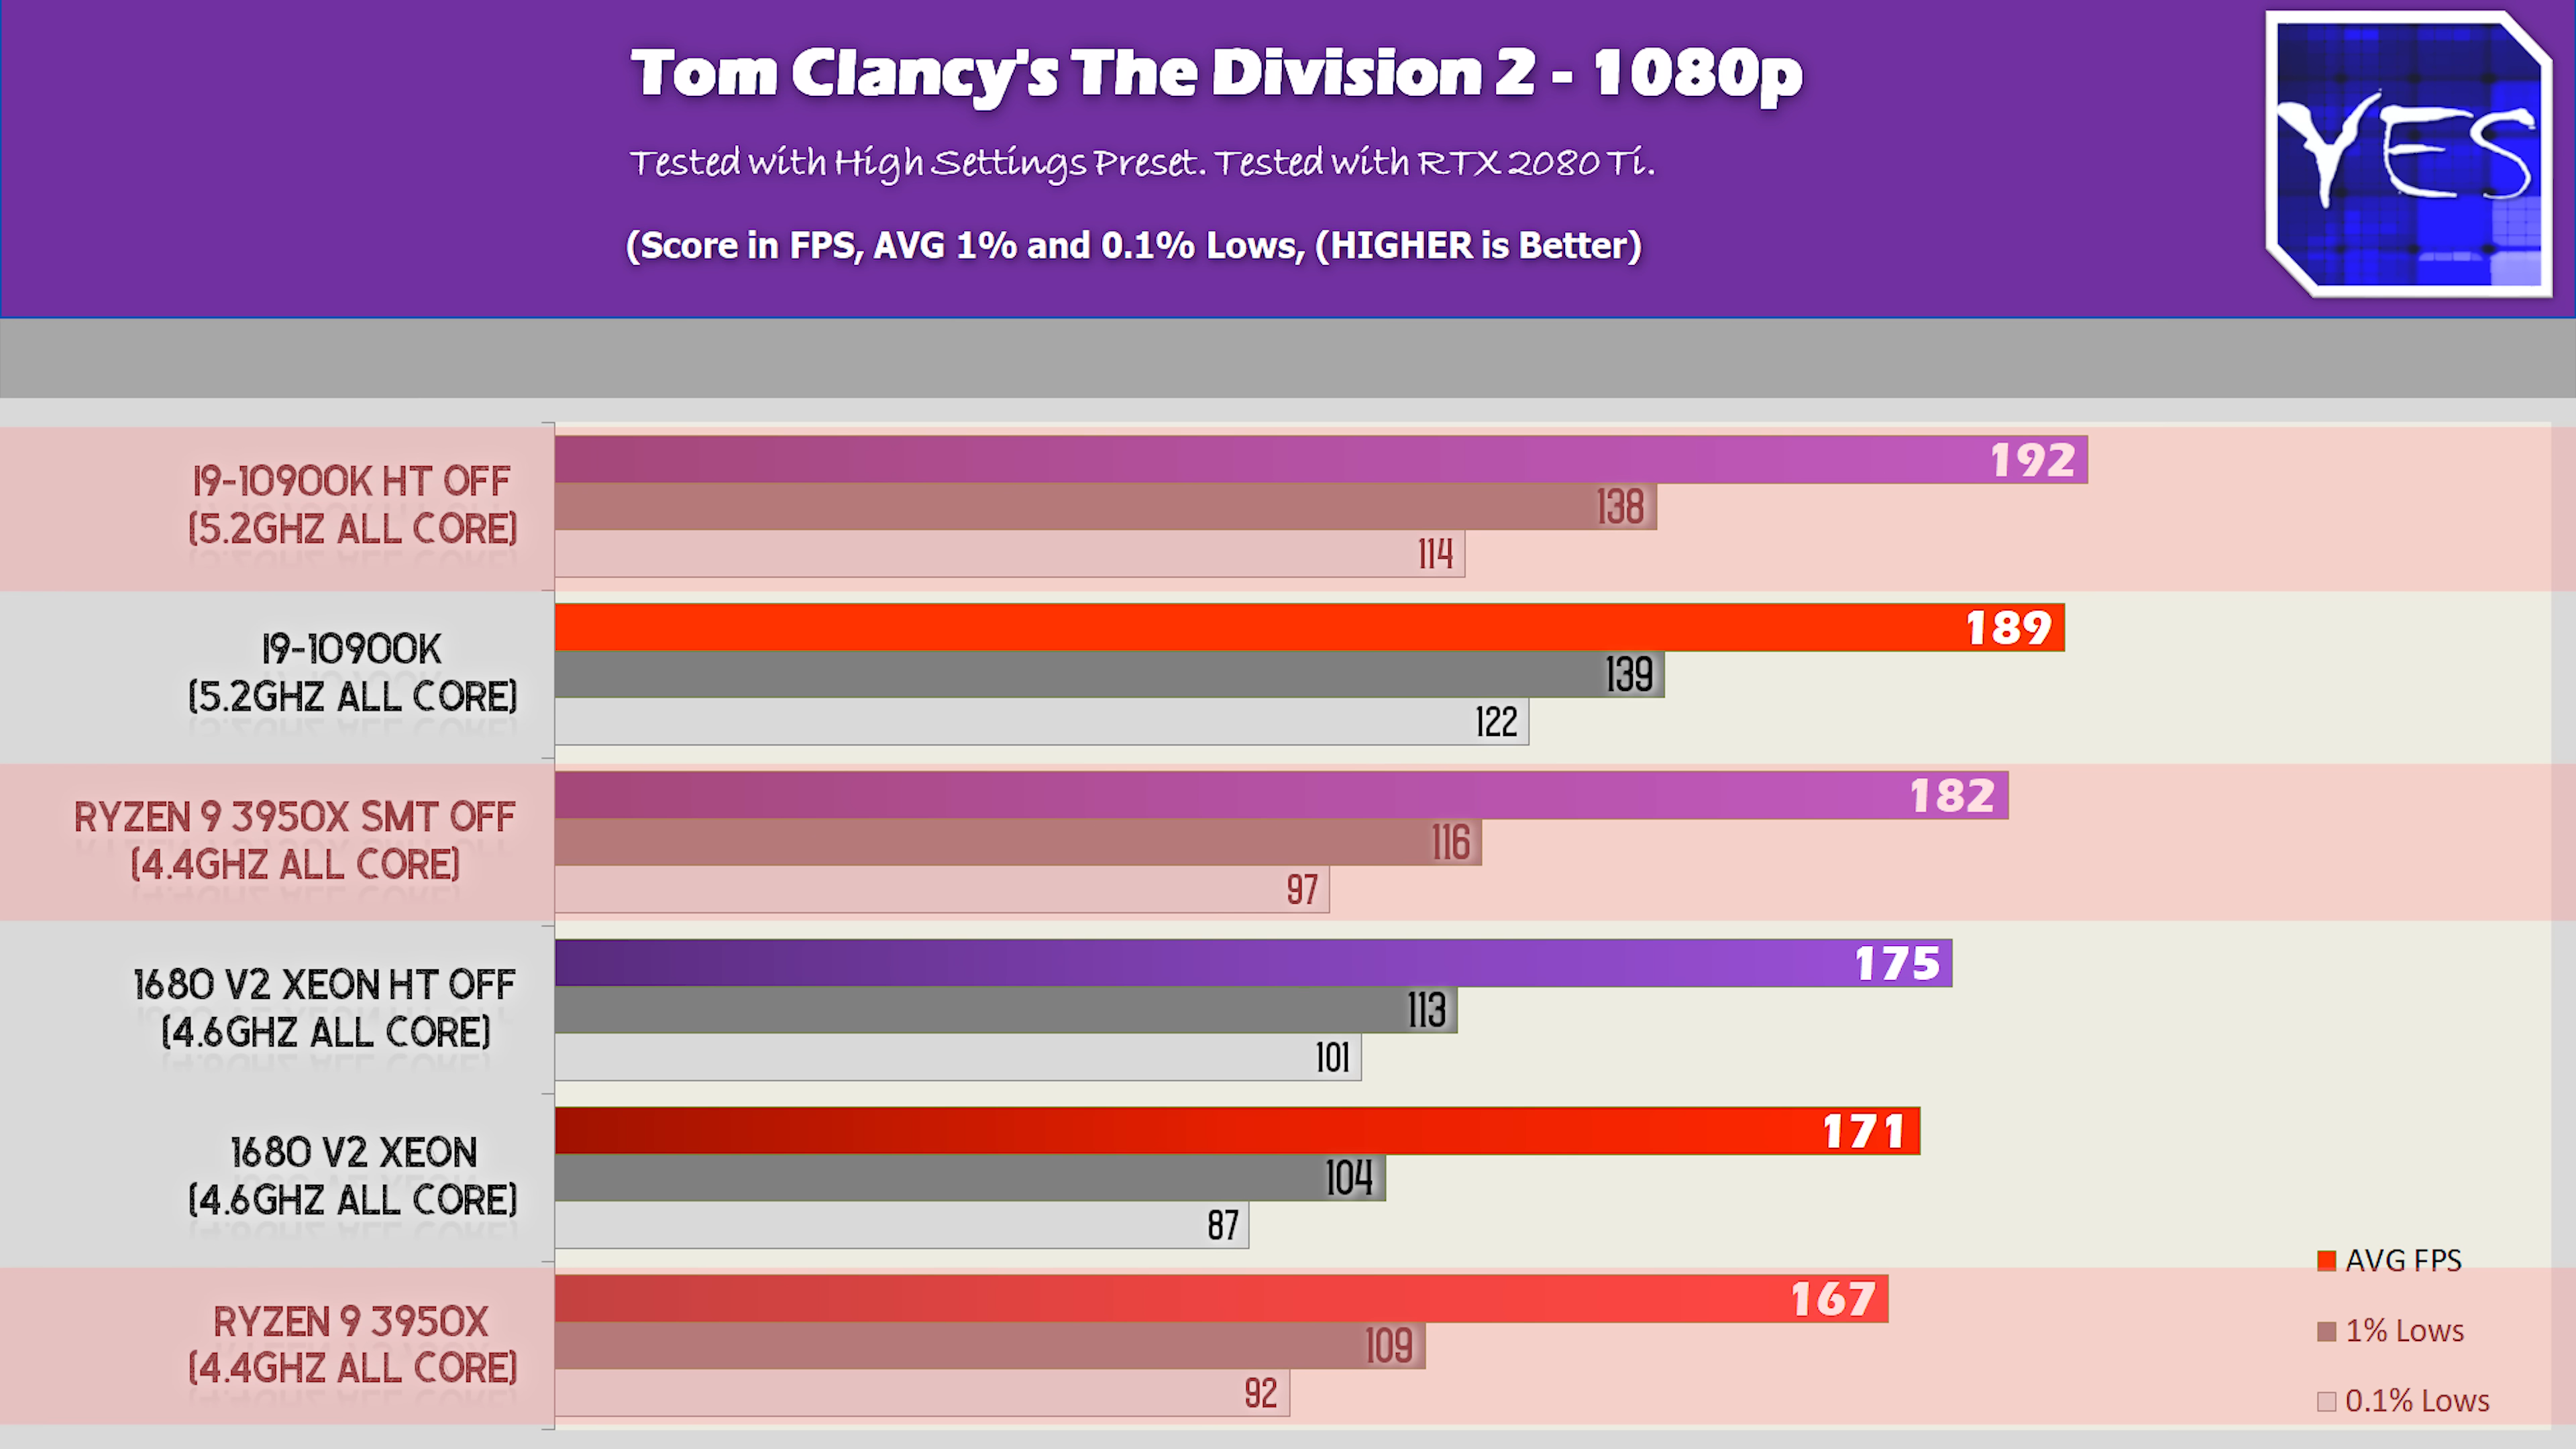 Tom Clancy's The Division 2 - 1080p
YES
Tested with High Settings Preset. Tested with RTX 2080 Ti.
(Score in FPS, AVG 1% and 0.1% Lows, (HIGHER is Better)
I9-10900K HT OFF
(5.2GHZ ALL CORE)
192
138
114
I9-10900K
(5.2GHZ ALL CORE)
189
139
122
RYZEN 9 3950X SMT OFF
(4.4GHZ ALL CORE)
182
116
97
1680 V2 XEON HT OFF
(4.6GHZ ALL CORE)
175
113
101
1680 V2 XEON
(4.6GHZ ALL CORE)
171
104
87
RYZEN 9 3950X
(4.4GHZ ALL CORE)
167
109
92
AVG FPS
1% Lows
0.1% Lows